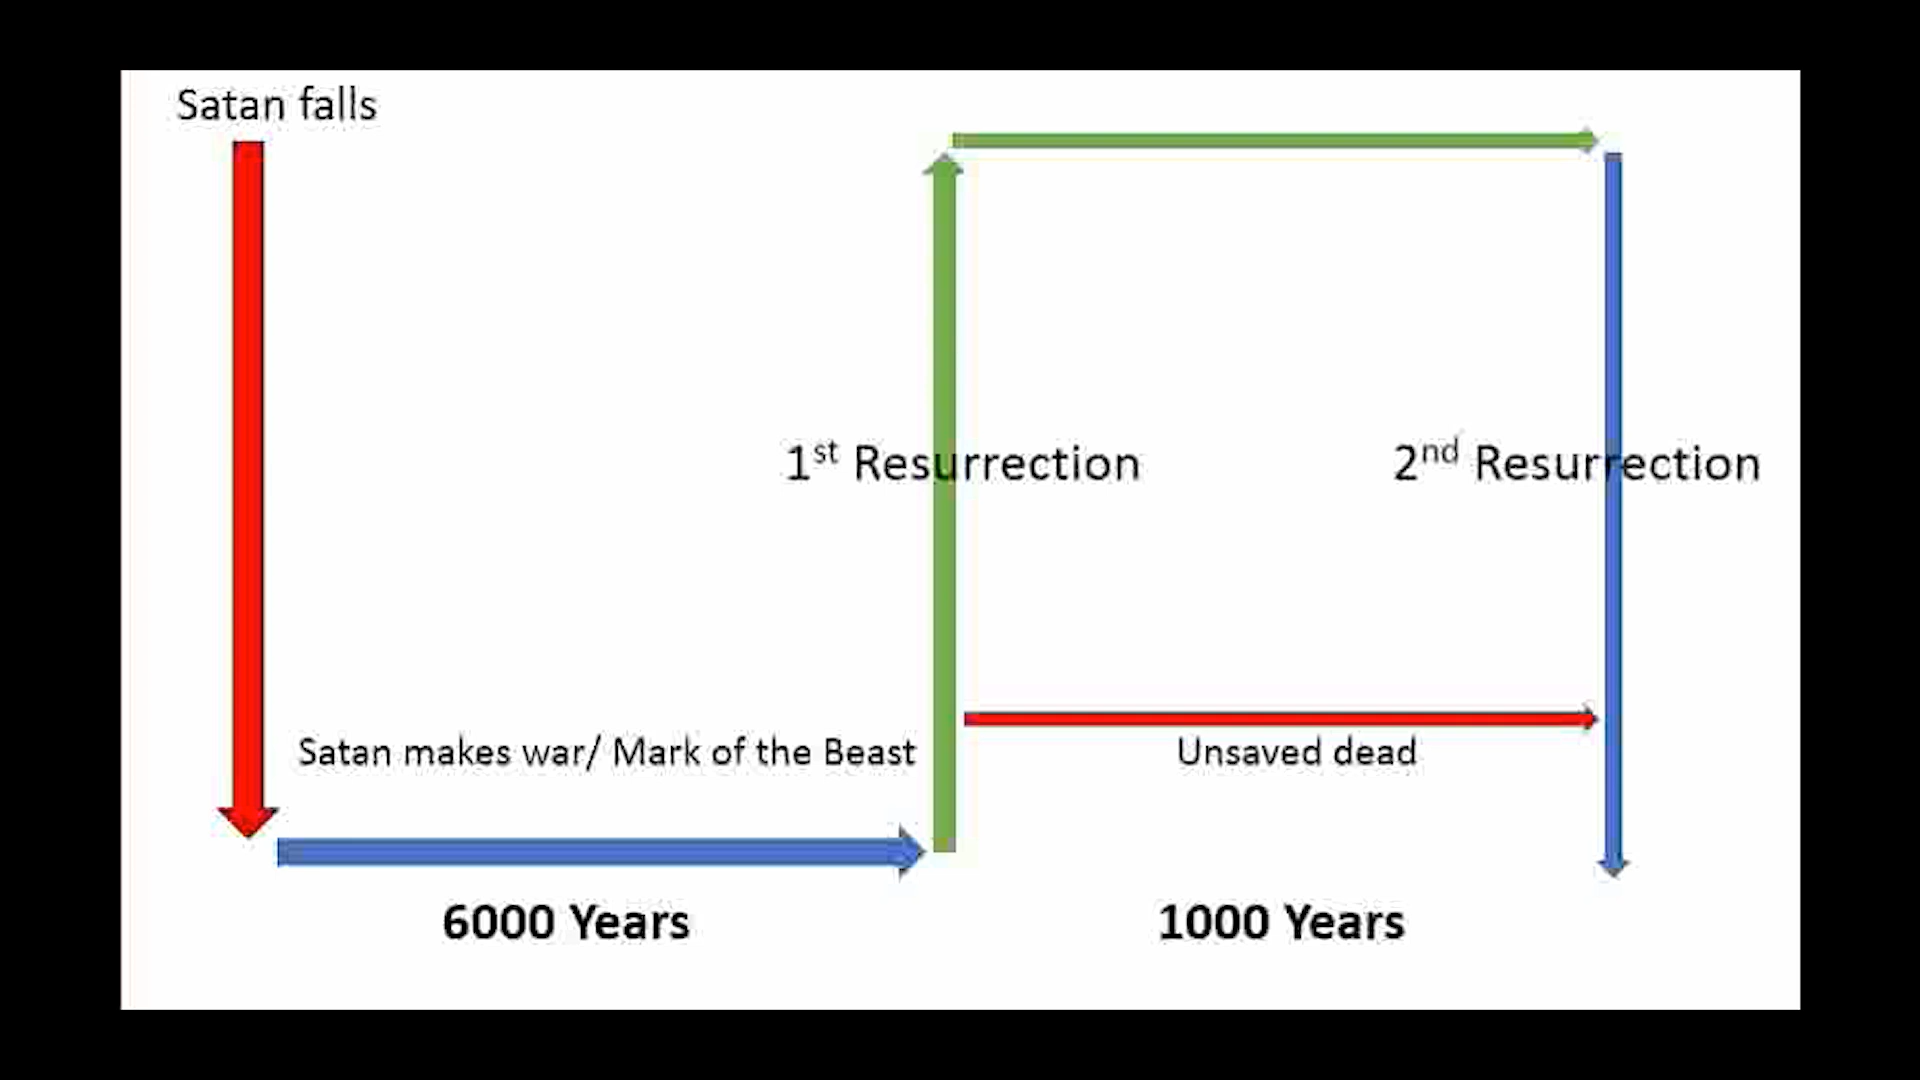 Satan falls
1st Resurrection
2nd Resurrection
Satan makes war/ Mark of the Beast
Unsaved dead
6000 Years
1000 Years